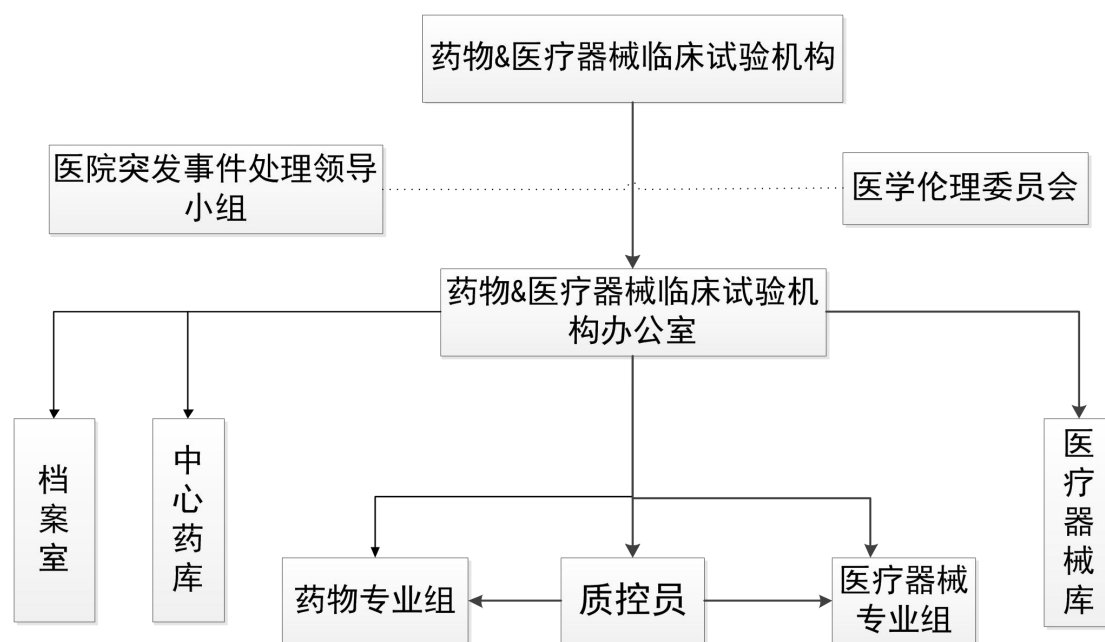 药物&医疗器械临床试验机构
医院突发事件处理领导
小组
医学伦理委员会
药物&医疗器械临床试验机
构办公室
档案室
中心药库
医疗器械库
药物专业组
质控员
医疗器械
专业组